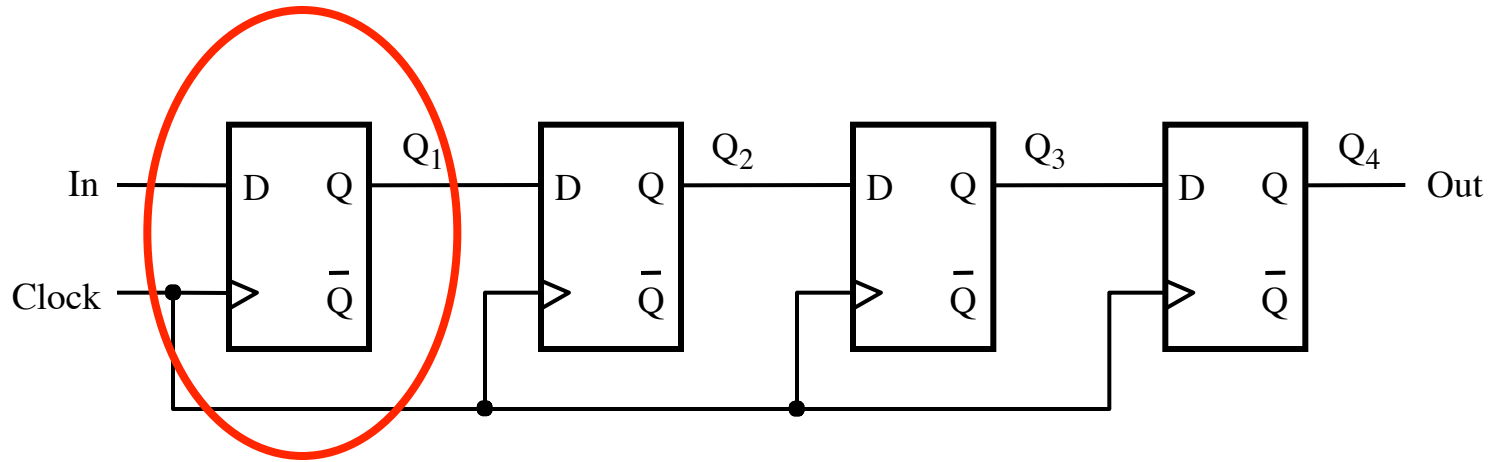 Q₁ Q₂ Q₃ Q₄
In D Q D Q D Q D Q Out
Clock Q̅ Q̅ Q̅ Q̅